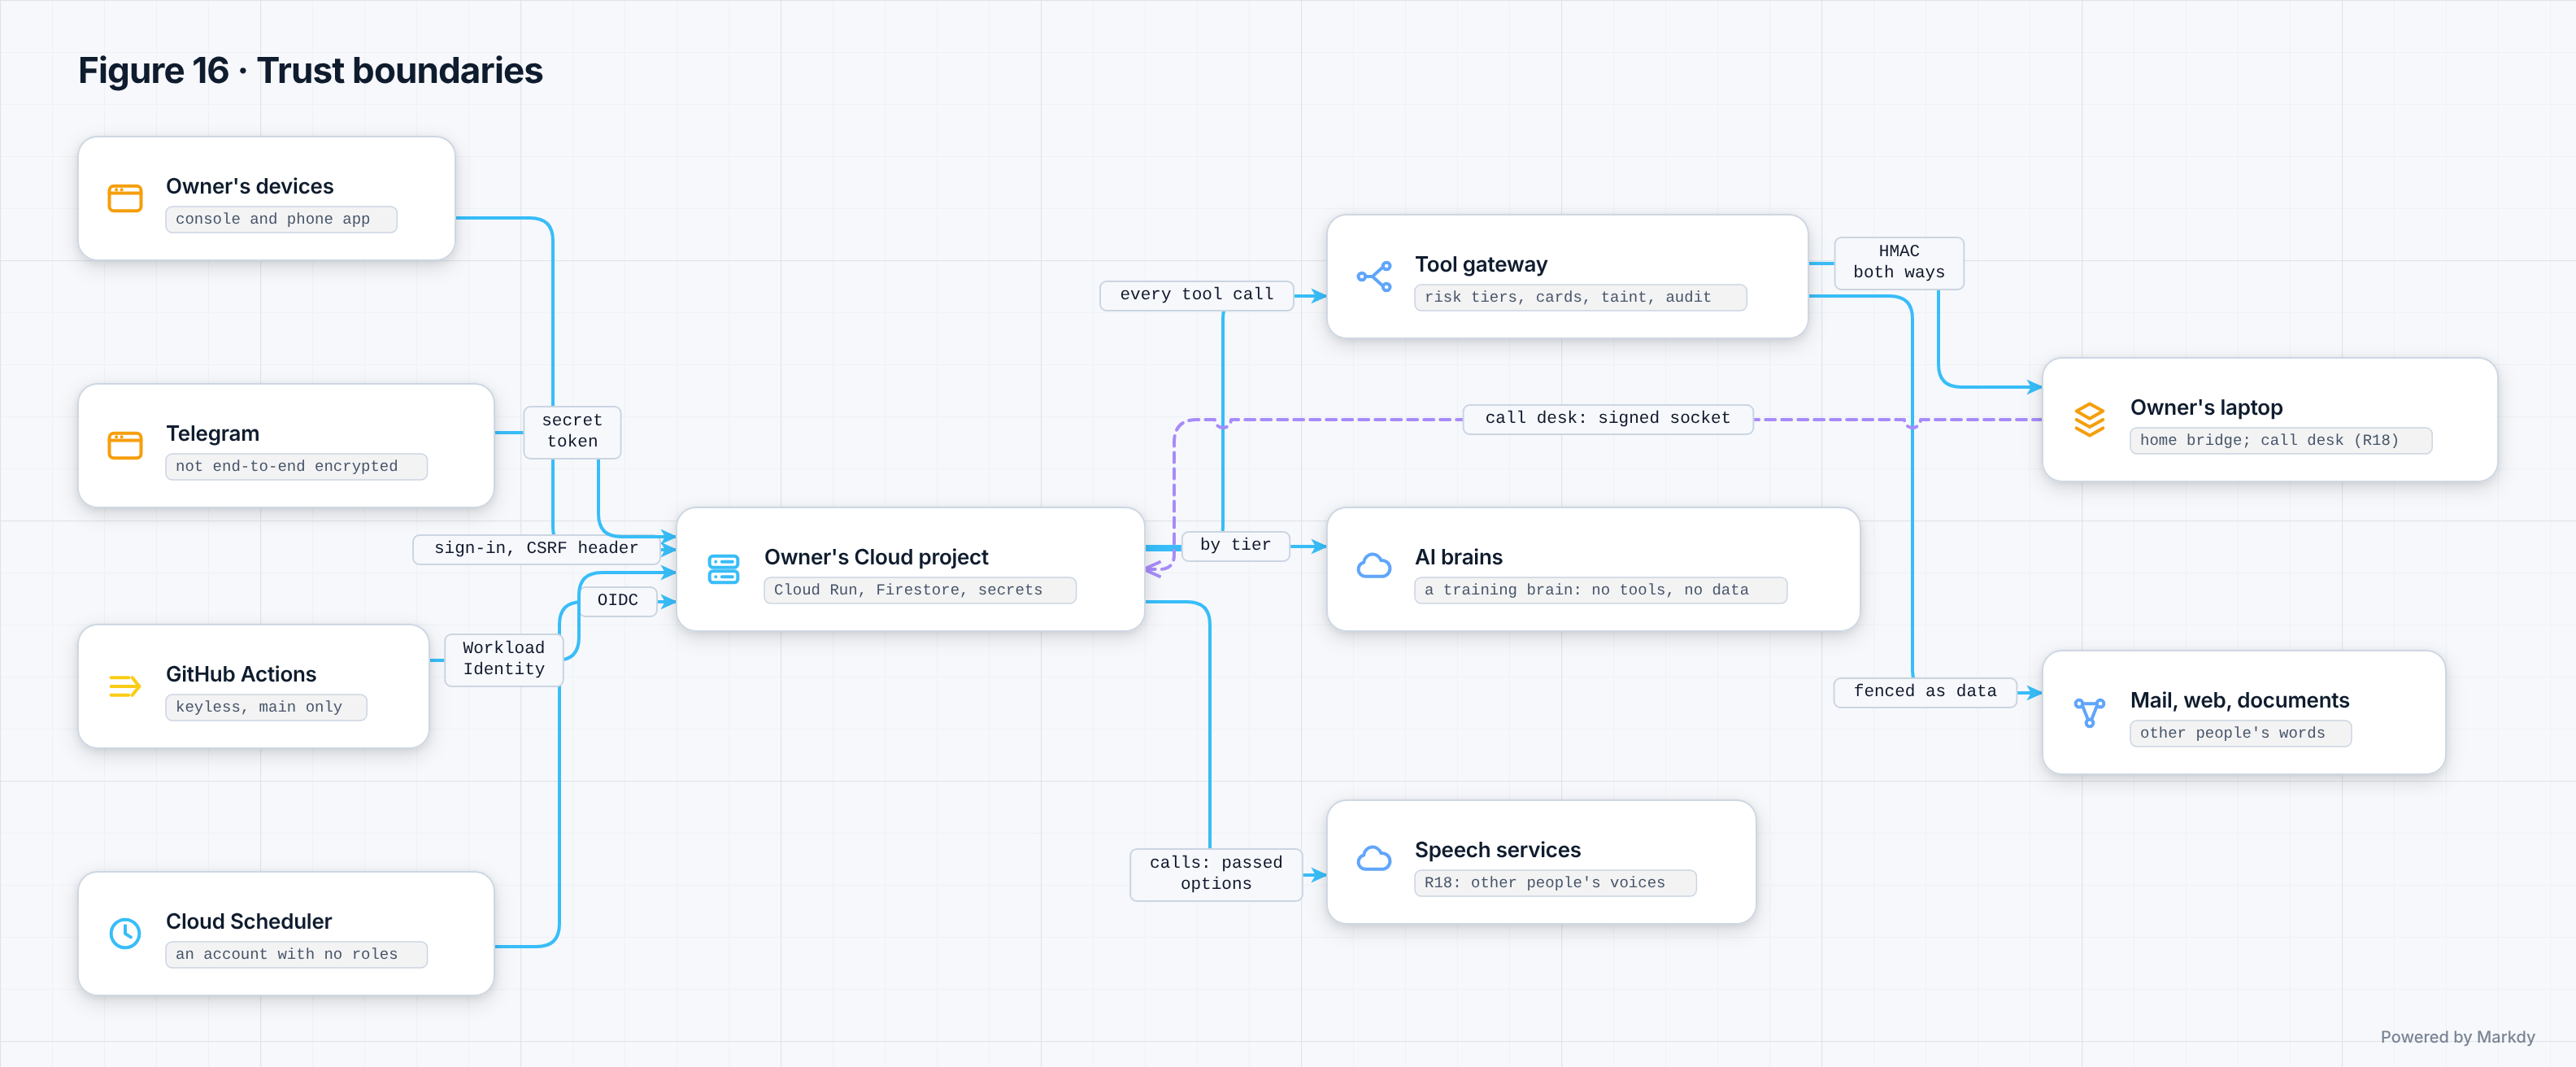 Figure 16 · Trust boundaries
Owner's devices
console and phone app
Telegram
not end-to-end encrypted
secret
token
sign-in, CSRF header
GitHub Actions
keyless, main only
Workload
Identity
OIDC
Cloud Scheduler
an account with no roles
Owner's Cloud project
Cloud Run, Firestore, secrets
every tool call
by tier
calls: passed
options
Tool gateway
risk tiers, cards, taint, audit
HMAC
both ways
call desk: signed socket
AI brains
a training brain: no tools, no data
Speech services
R18: other people's voices
Owner's laptop
home bridge; call desk (R18)
fenced as data
Mail, web, documents
other people's words
Powered by Markdy